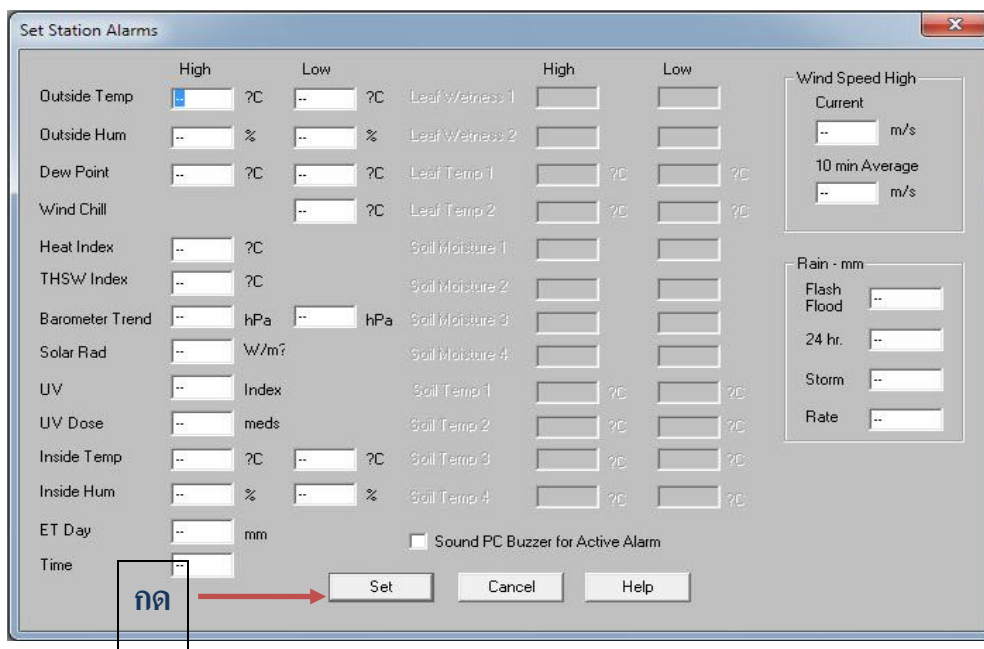 Set Station Alarms
High Low High Low
Outside Temp -- ?C -- ?C Leaf Wetness 1
Outside Hum -- % -- % Leaf Wetness 2
Dew Point -- ?C -- ?C Leaf Temp 1 ?C ?C
Wind Chill -- ?C Leaf Temp 2 ?C ?C
Heat Index -- ?C Soil Moisture 1
THSW Index -- ?C Soil Moisture 2
Barometer Trend -- hPa -- hPa Soil Moisture 3
Solar Rad -- W/m? Soil Moisture 4
UV -- Index Soil Temp 1 ?C ?C
UV Dose -- meds Soil Temp 2 ?C ?C
Inside Temp -- ?C -- ?C Soil Temp 3 ?C ?C
Inside Hum -- % -- % Soil Temp 4 ?C ?C
ET Day -- mm
Sound PC Buzzer for Active Alarm
Time --
Wind Speed High
Current
-- m/s
10 min Average
-- m/s
Rain - mm
Flash
Flood --
24 hr. --
Storm --
Rate --
กด
Set Cancel Help